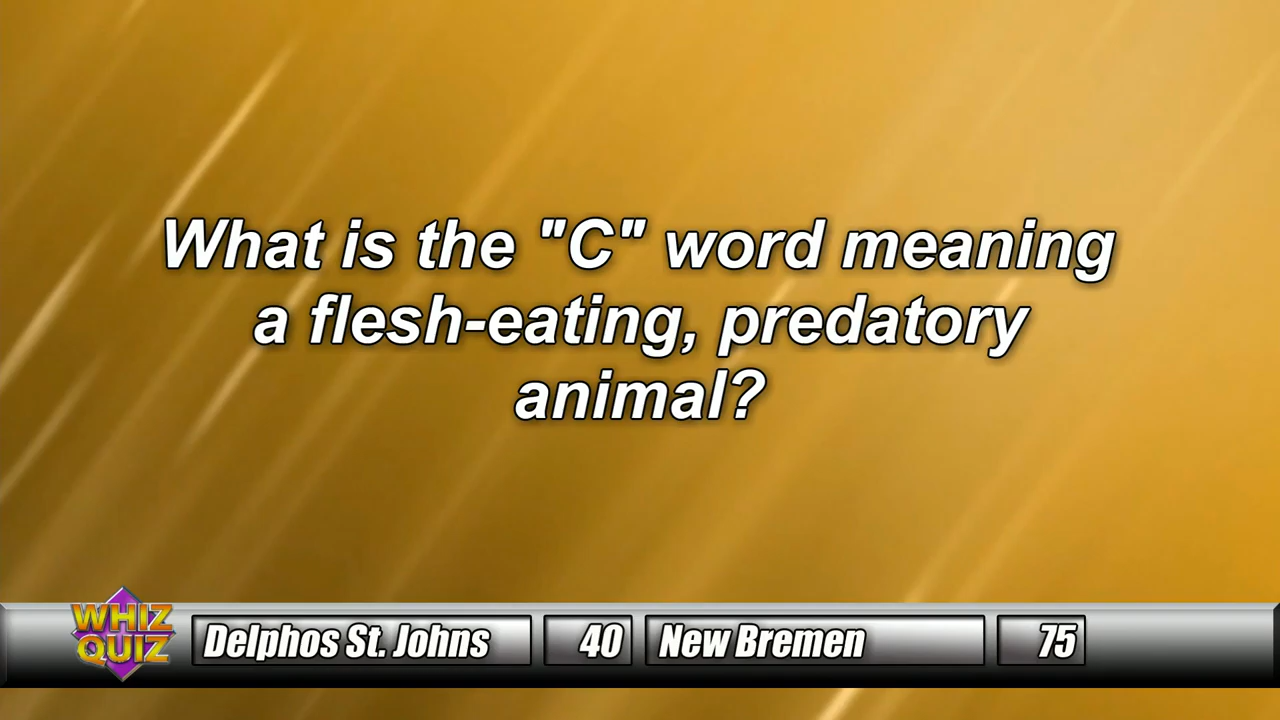 What is the "C" word meaning
a flesh-eating, predatory
animal?
WHIZ
QUIZ
Delphos St. Johns 40 New Bremen 75